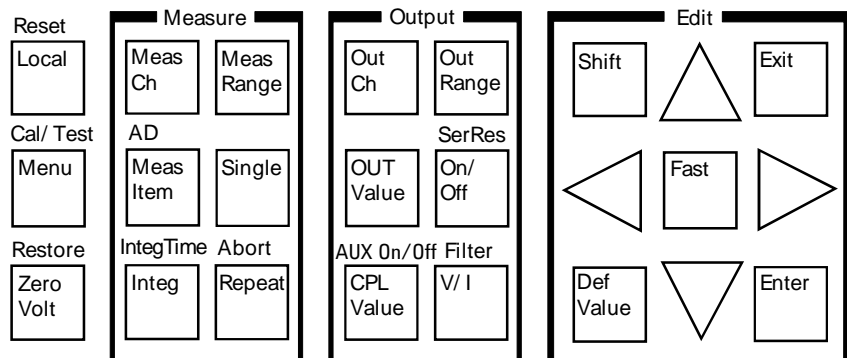 Measure
Output
Edit
Reset
Local
Meas
Ch
Meas
Range
Out
Ch
Out
Range
Shift
Exit
Cal/ Test
AD
SerRes
Menu
Meas
Item
Single
OUT
Value
On/
Off
Fast
Restore
IntegTime
Abort
AUX On/Off
Filter
Zero
Volt
Integ
Repeat
CPL
Value
V/ I
Def
Value
Enter